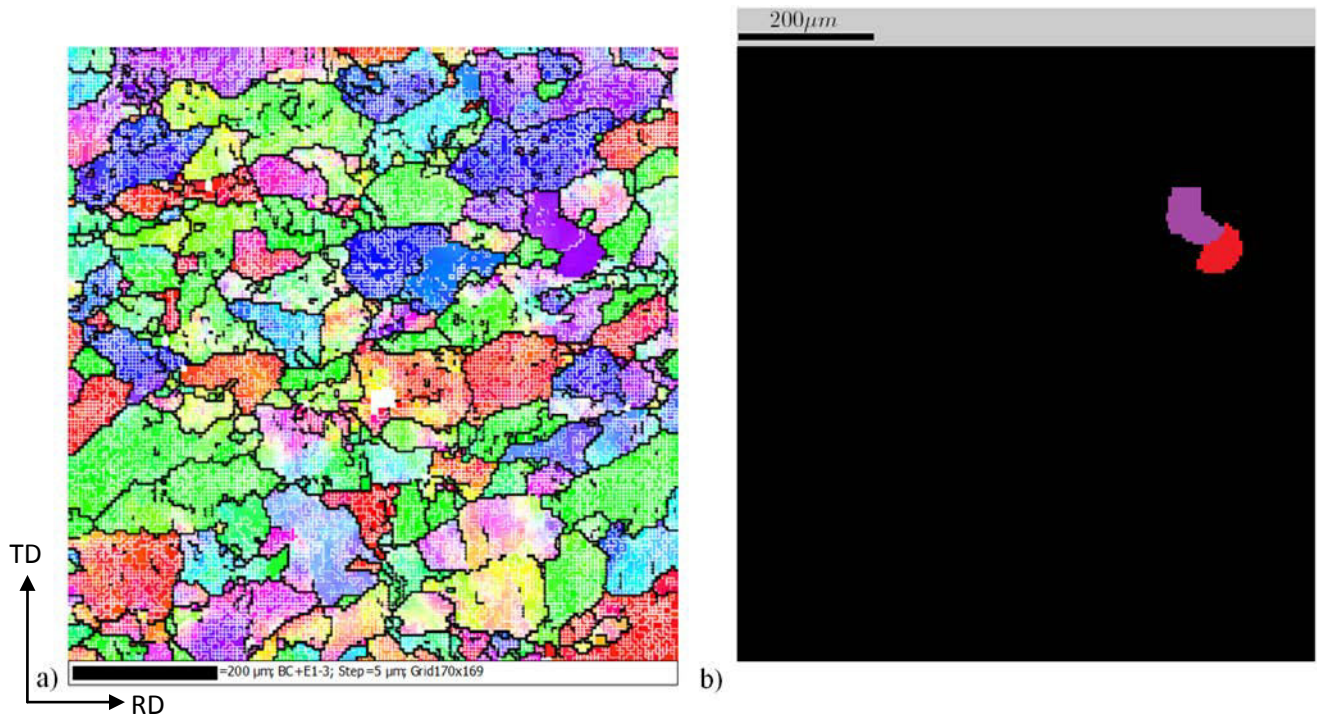 200μm
TD
RD
a)
=200 μm; BC+E1-3; Step=5 μm; Grid170x169
b)